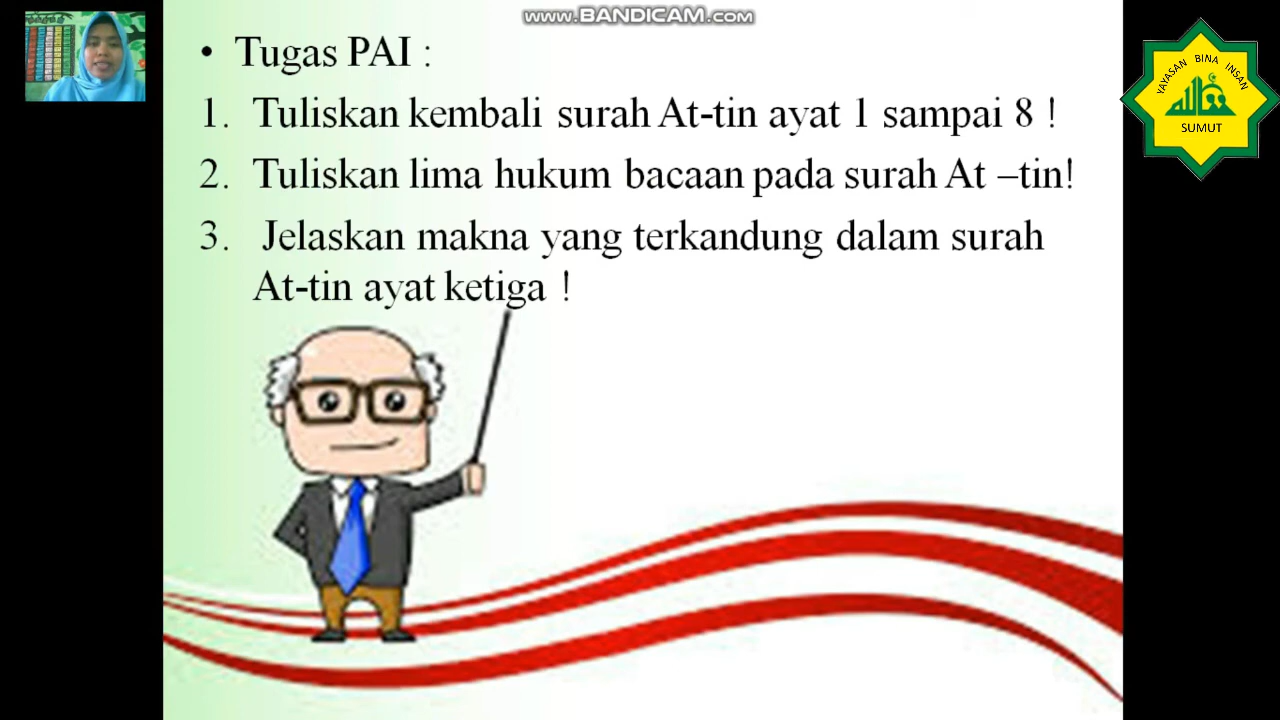 WWW.BANDICAM.COM
• Tugas PAI :
1. Tuliskan kembali surah At-tin ayat 1 sampai 8 !
2. Tuliskan lima hukum bacaan pada surah At –tin!
3. Jelaskan makna yang terkandung dalam surah
At-tin ayat ketiga !
YAYASAN BINA INSAN
SUMUT